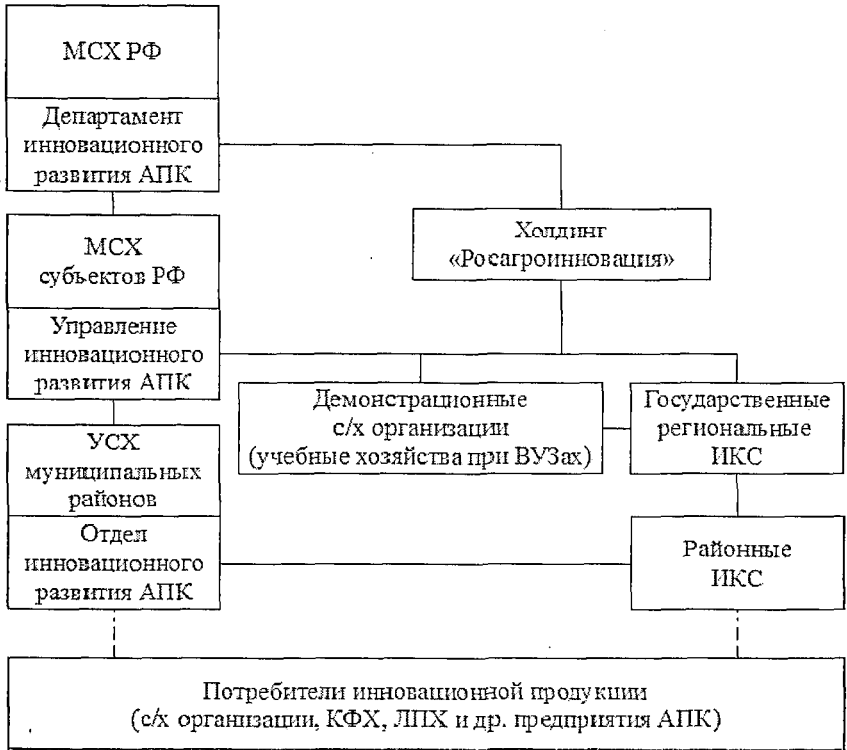 МСХ РФ
Департамент
инновационного
развития АПК
Холдинг
«Росагроинновация»
МСХ
субъектов РФ
Управление
инновационного
развития АПК
Демонстрационные
с/х организации
(учебные хозяйства при ВУЗах)
Государственные
региональные
ИКС
УСХ
муниципальных
районов
Отдел
инновационного
развития АПК
Районные
ИКС
Потребители инновационной продукции
(с/х организации, КФХ, ЛПХ и др. предприятия АПК)